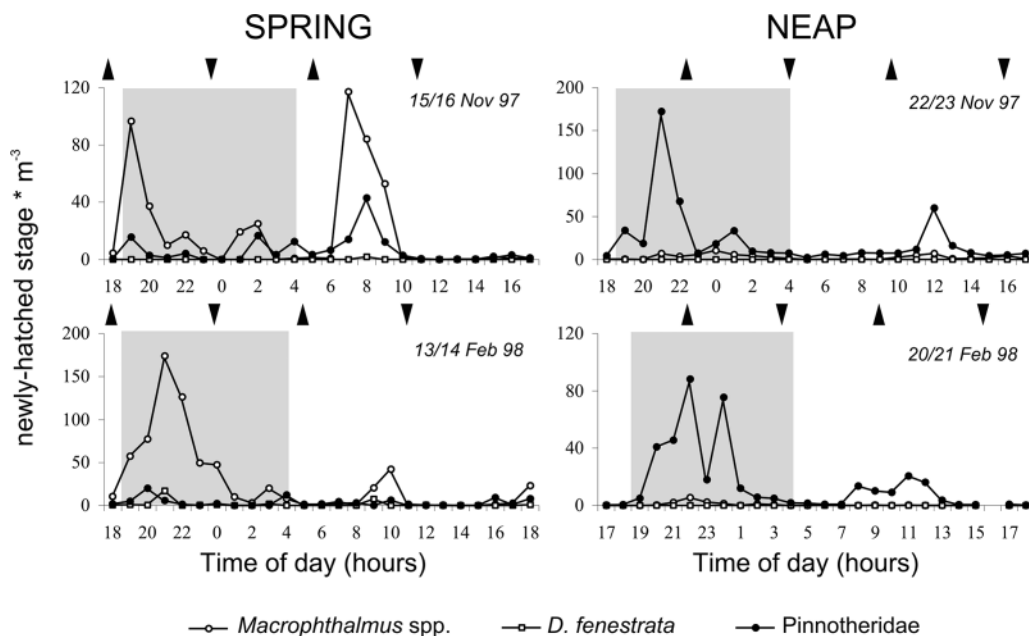 SPRING
NEAP
newly-hatched stage * m-3
15/16 Nov 97
120
80
40
0
18 20 22 0 2 4 6 8 10 12 14 16
22/23 Nov 97
200
150
100
50
0
18 20 22 0 2 4 6 8 10 12 14 16
13/14 Feb 98
200
150
100
50
0
18 20 22 0 2 4 6 8 10 12 14 16 18
Time of day (hours)
20/21 Feb 98
120
80
40
0
17 19 21 23 1 3 5 7 9 11 13 15 17
Time of day (hours)
Macrophthalmus spp. D. fenestrata Pinnotheridae